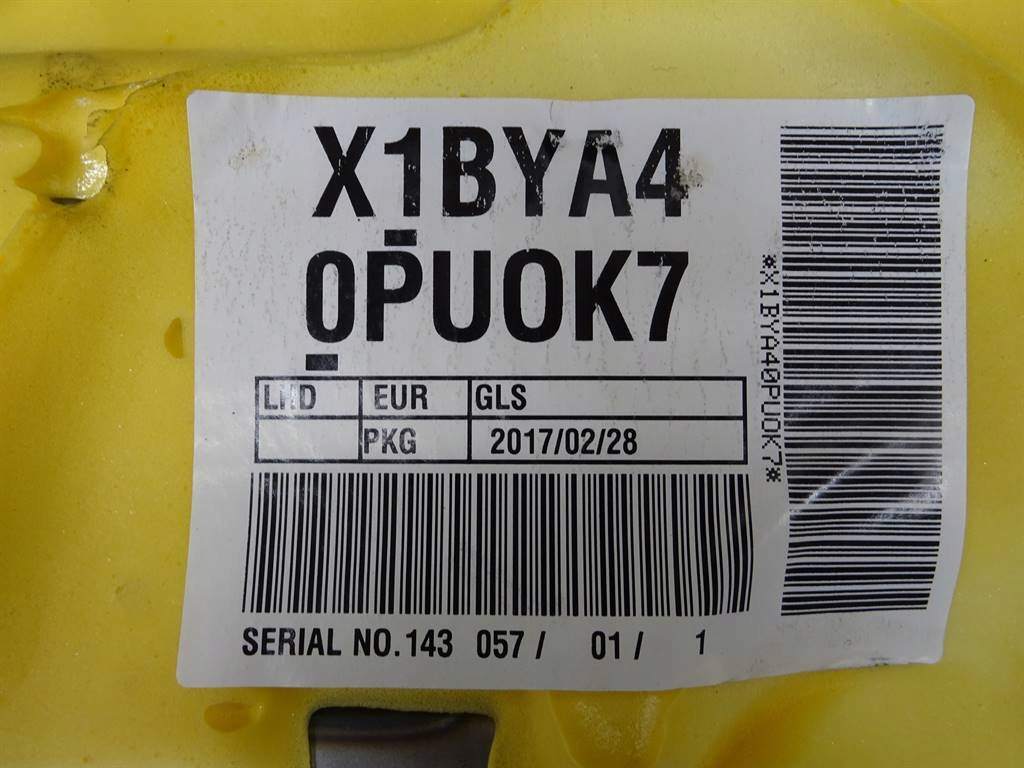 X1BYA4
0PUOK7
LHD EUR GLS
PKG 2017/02/28
SERIAL NO.143 057 / 01 / 1
*X1BYA40PUOK7*